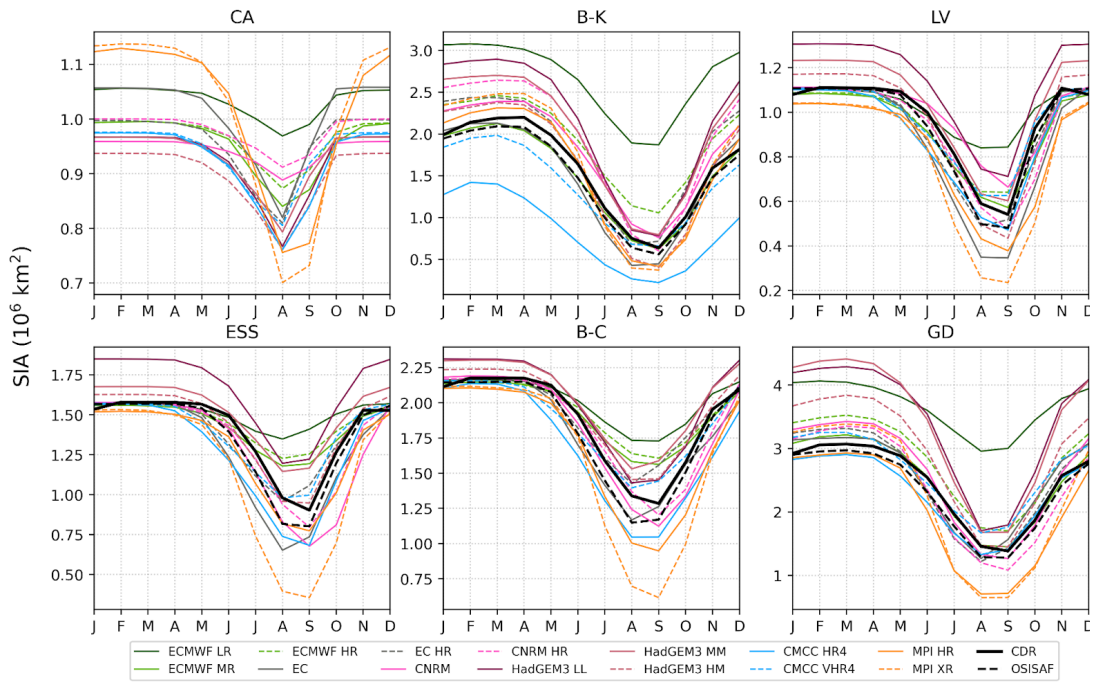 CA
B-K
LV
1.1
1.0
0.9
0.8
0.7
3.0
2.5
2.0
1.5
1.0
0.5
1.2
1.0
0.8
0.6
0.4
0.2
J F M A M J J A S O N D
J F M A M J J A S O N D
J F M A M J J A S O N D
SIA (10⁶ km²)
ESS
B-C
GD
1.75
1.50
1.25
1.00
0.75
0.50
2.25
2.00
1.75
1.50
1.25
1.00
0.75
4
3
2
1
J F M A M J J A S O N D
J F M A M J J A S O N D
J F M A M J J A S O N D
ECMWF LR ECMWF HR EC HR CNRM HR HadGEM3 MM CMCC HR4 MPI HR CDR
ECMWF MR EC CNRM HadGEM3 LL HadGEM3 HM CMCC VHR4 MPI XR OSISAF